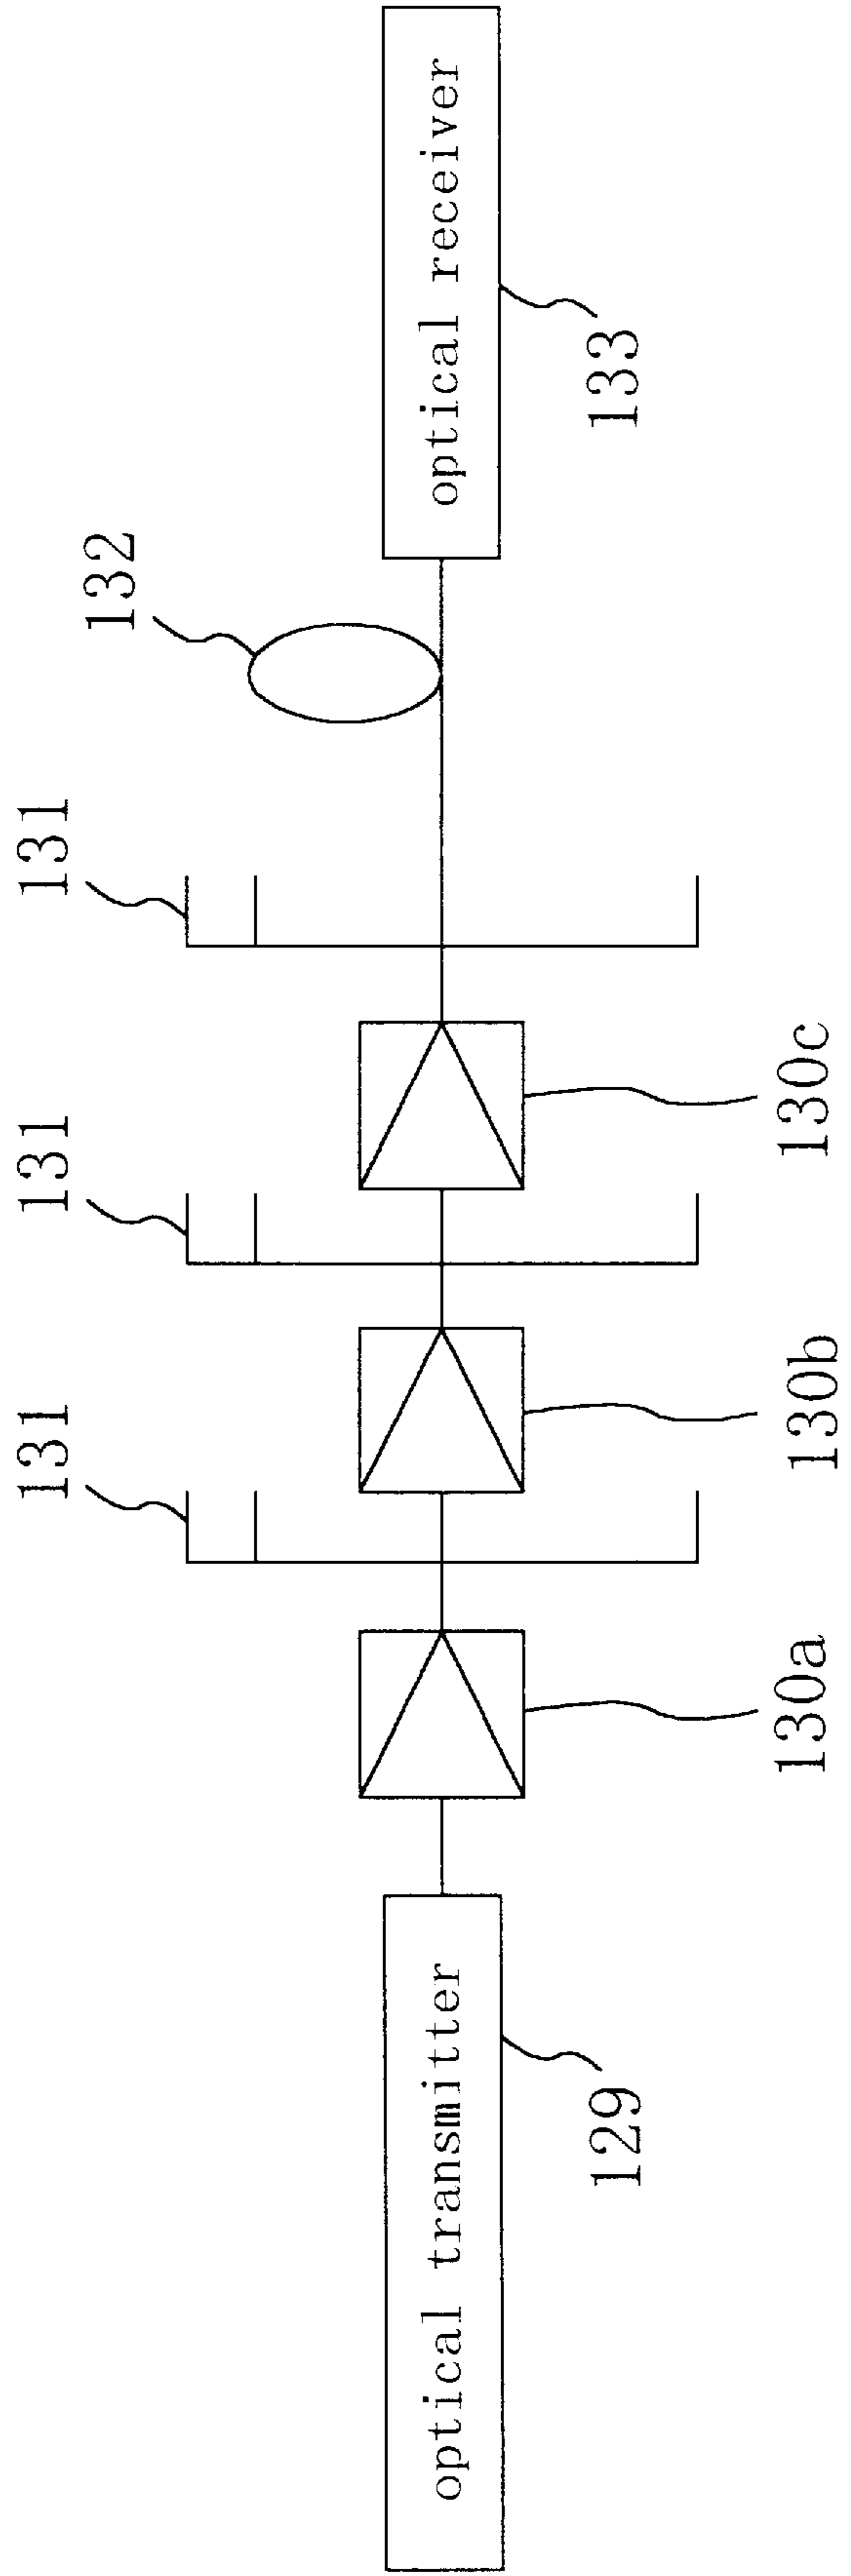 131
131
131
132
optical transmitter
optical receiver
129
133
130a
130b
130c